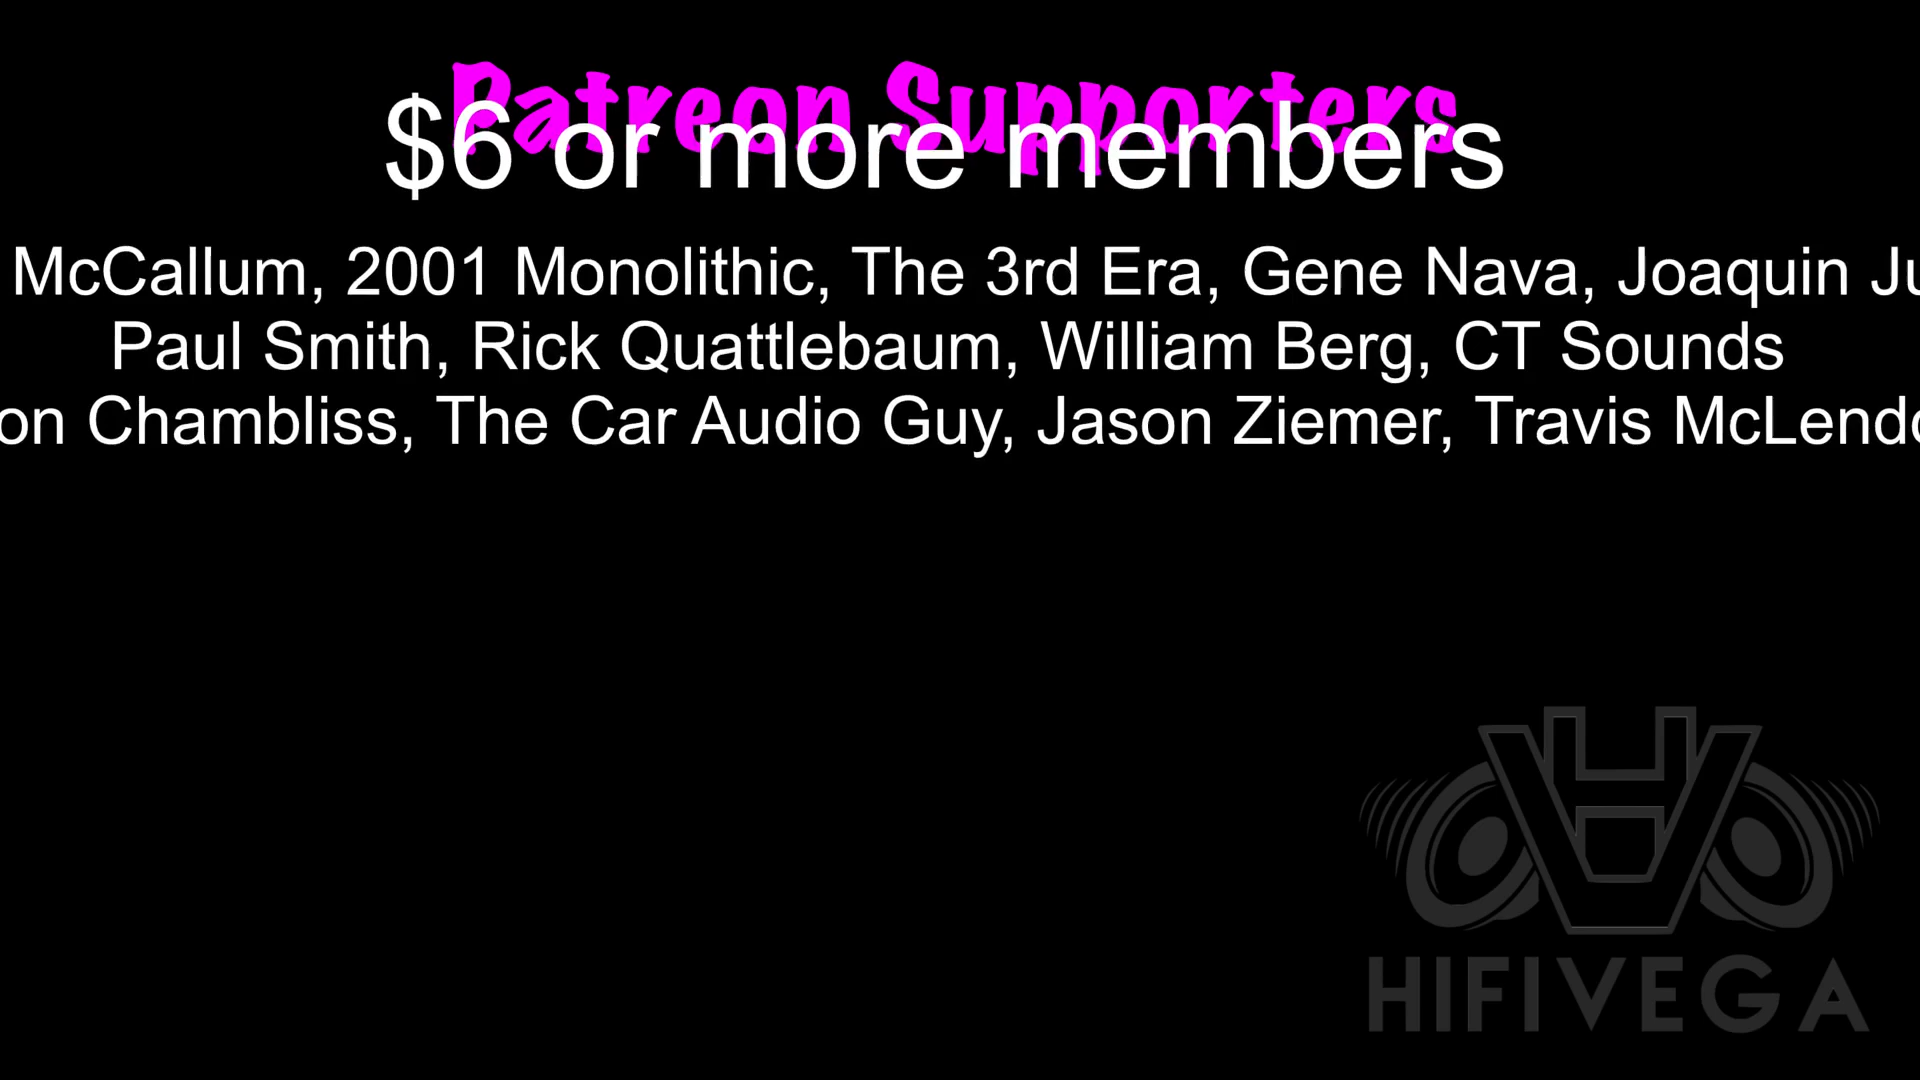 Patreon Supporters
$6 or more members
McCallum, 2001 Monolithic, The 3rd Era, Gene Nava, Joaquin
Paul Smith, Rick Quattlebaum, William Berg, CT Sounds
Chambliss, The Car Audio Guy, Jason Ziemer, Travis
HIFIVEGA